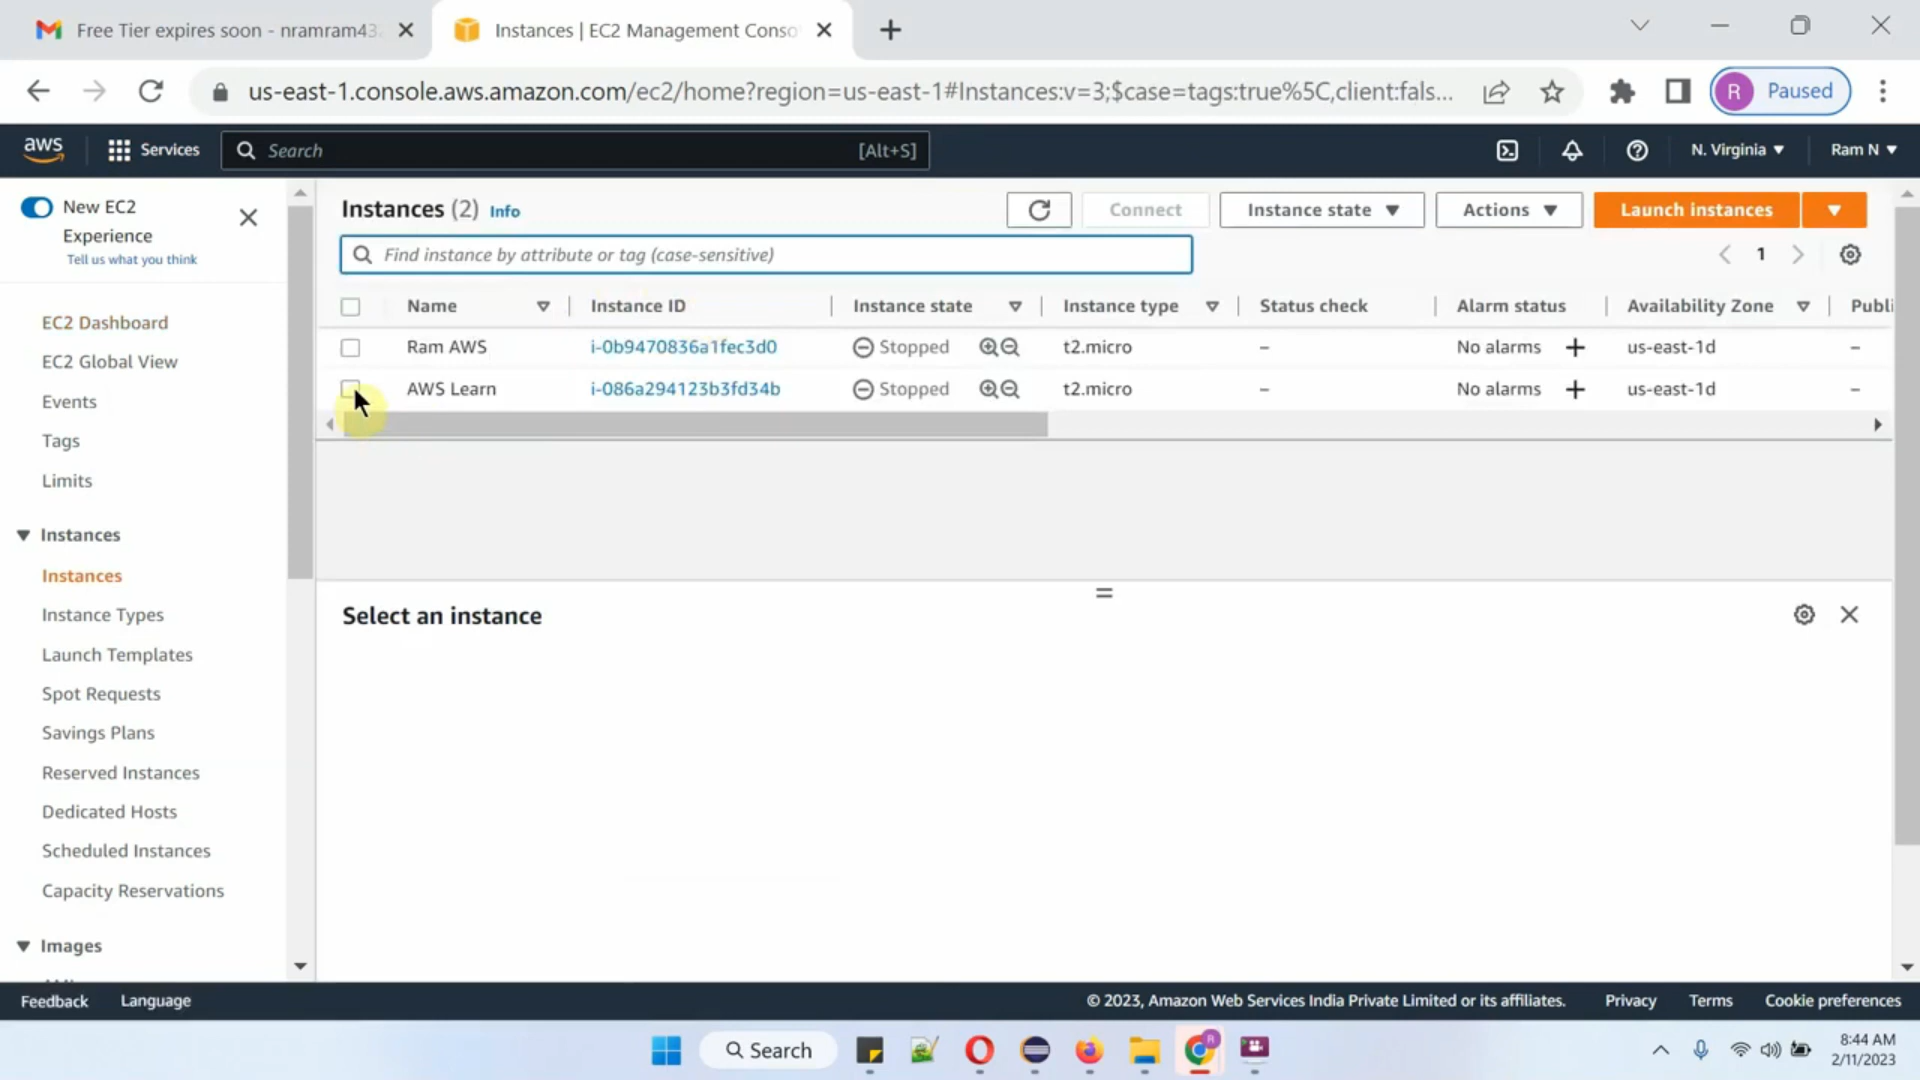 Free Tier expires soon - nramram43
Instances | EC2 Management Conso
us-east-1.console.aws.amazon.com/ec2/home?region=us-east-1#Instances:v=3;$case=tags:true%5C,client:fals...
R
Paused
aws
Services
Search
[Alt+S]
N. Virginia
Ram N
New EC2
Experience
Tell us what you think
EC2 Dashboard
EC2 Global View
Events
Tags
Limits
Instances
Instances
Instance Types
Launch Templates
Spot Requests
Savings Plans
Reserved Instances
Dedicated Hosts
Scheduled Instances
Capacity Reservations
Images
Instances (2) Info
Connect
Instance state
Actions
Launch instances
Find instance by attribute or tag (case-sensitive)
1
Name Instance ID Instance state Instance type Status check Alarm status Availability Zone Publi
Ram AWS i-0b9470836a1fec3d0 Stopped t2.micro – No alarms + us-east-1d –
AWS Learn i-086a294123b3fd34b Stopped t2.micro – No alarms + us-east-1d –
Select an instance
Feedback Language © 2023, Amazon Web Services India Private Limited or its affiliates. Privacy Terms Cookie preferences
Search
8:44 AM
2/11/2023